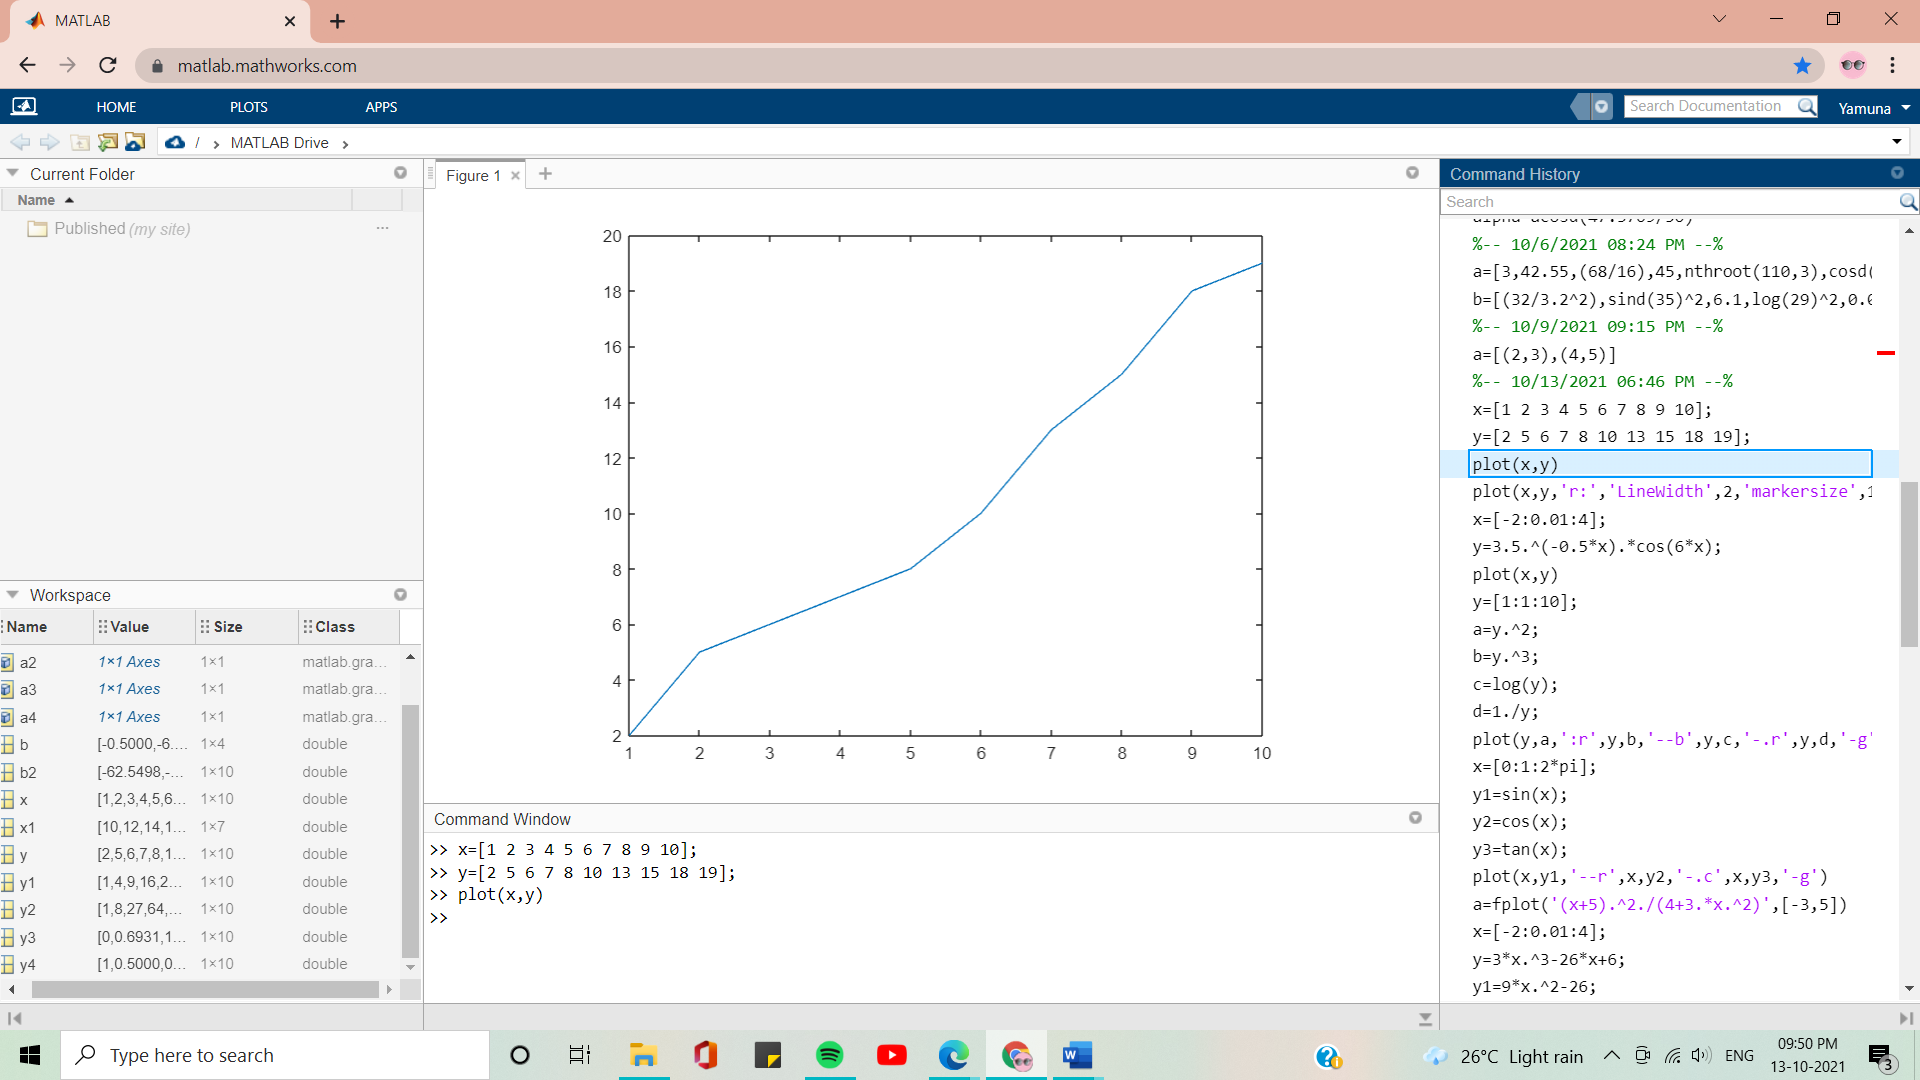 MATLAB
matlab.mathworks.com
HOME PLOTS APPS
Search Documentation
Yamuna
/ > MATLAB Drive >
Current Folder
Name
Published (my site)
Workspace
Name Value Size Class
a2 1×1 Axes 1×1 matlab.gra...
a3 1×1 Axes 1×1 matlab.gra...
a4 1×1 Axes 1×1 matlab.gra...
b [-0.5000,-6.... 1×4 double
b2 [-62.5498,-... 1×10 double
x [1,2,3,4,5,6... 1×10 double
x1 [10,12,14,1... 1×7 double
y [2,5,6,7,8,1... 1×10 double
y1 [1,4,9,16,2... 1×10 double
y2 [1,8,27,64,... 1×10 double
y3 [0,0.6931,1... 1×10 double
y4 [1,0.5000,0... 1×10 double
Figure 1
20
18
16
14
12
10
8
6
4
2
1 2 3 4 5 6 7 8 9 10
Command Window
>> x=[1 2 3 4 5 6 7 8 9 10];
>> y=[2 5 6 7 8 10 13 15 18 19];
>> plot(x,y)
>>
Command History
Search
%-- 10/6/2021 08:24 PM --%
a=[3,42.55,(68/16),45,nthroot(110,3),cosd(
b=[(32/3.2^2),sind(35)^2,6.1,log(29)^2,0.0
%-- 10/9/2021 09:15 PM --%
a=[(2,3),(4,5)]
%-- 10/13/2021 06:46 PM --%
x=[1 2 3 4 5 6 7 8 9 10];
y=[2 5 6 7 8 10 13 15 18 19];
plot(x,y)
plot(x,y,'r:','LineWidth',2,'markersize',1
x=[-2:0.01:4];
y=3.5.^(-0.5*x).*cos(6*x);
plot(x,y)
y=[1:1:10];
a=y.^2;
b=y.^3;
c=log(y);
d=1./y;
plot(y,a,':r',y,b,'--b',y,c,'-.r',y,d,'-g'
x=[0:1:2*pi];
y1=sin(x);
y2=cos(x);
y3=tan(x);
plot(x,y1,'--r',x,y2,'-.c',x,y3,'-g')
a=fplot('(x+5).^2./(4+3.*x.^2)',[-3,5])
x=[-2:0.01:4];
y=3*x.^3-26*x+6;
y1=9*x.^2-26;
Type here to search
26°C Light rain
ENG
09:50 PM
13-10-2021
3